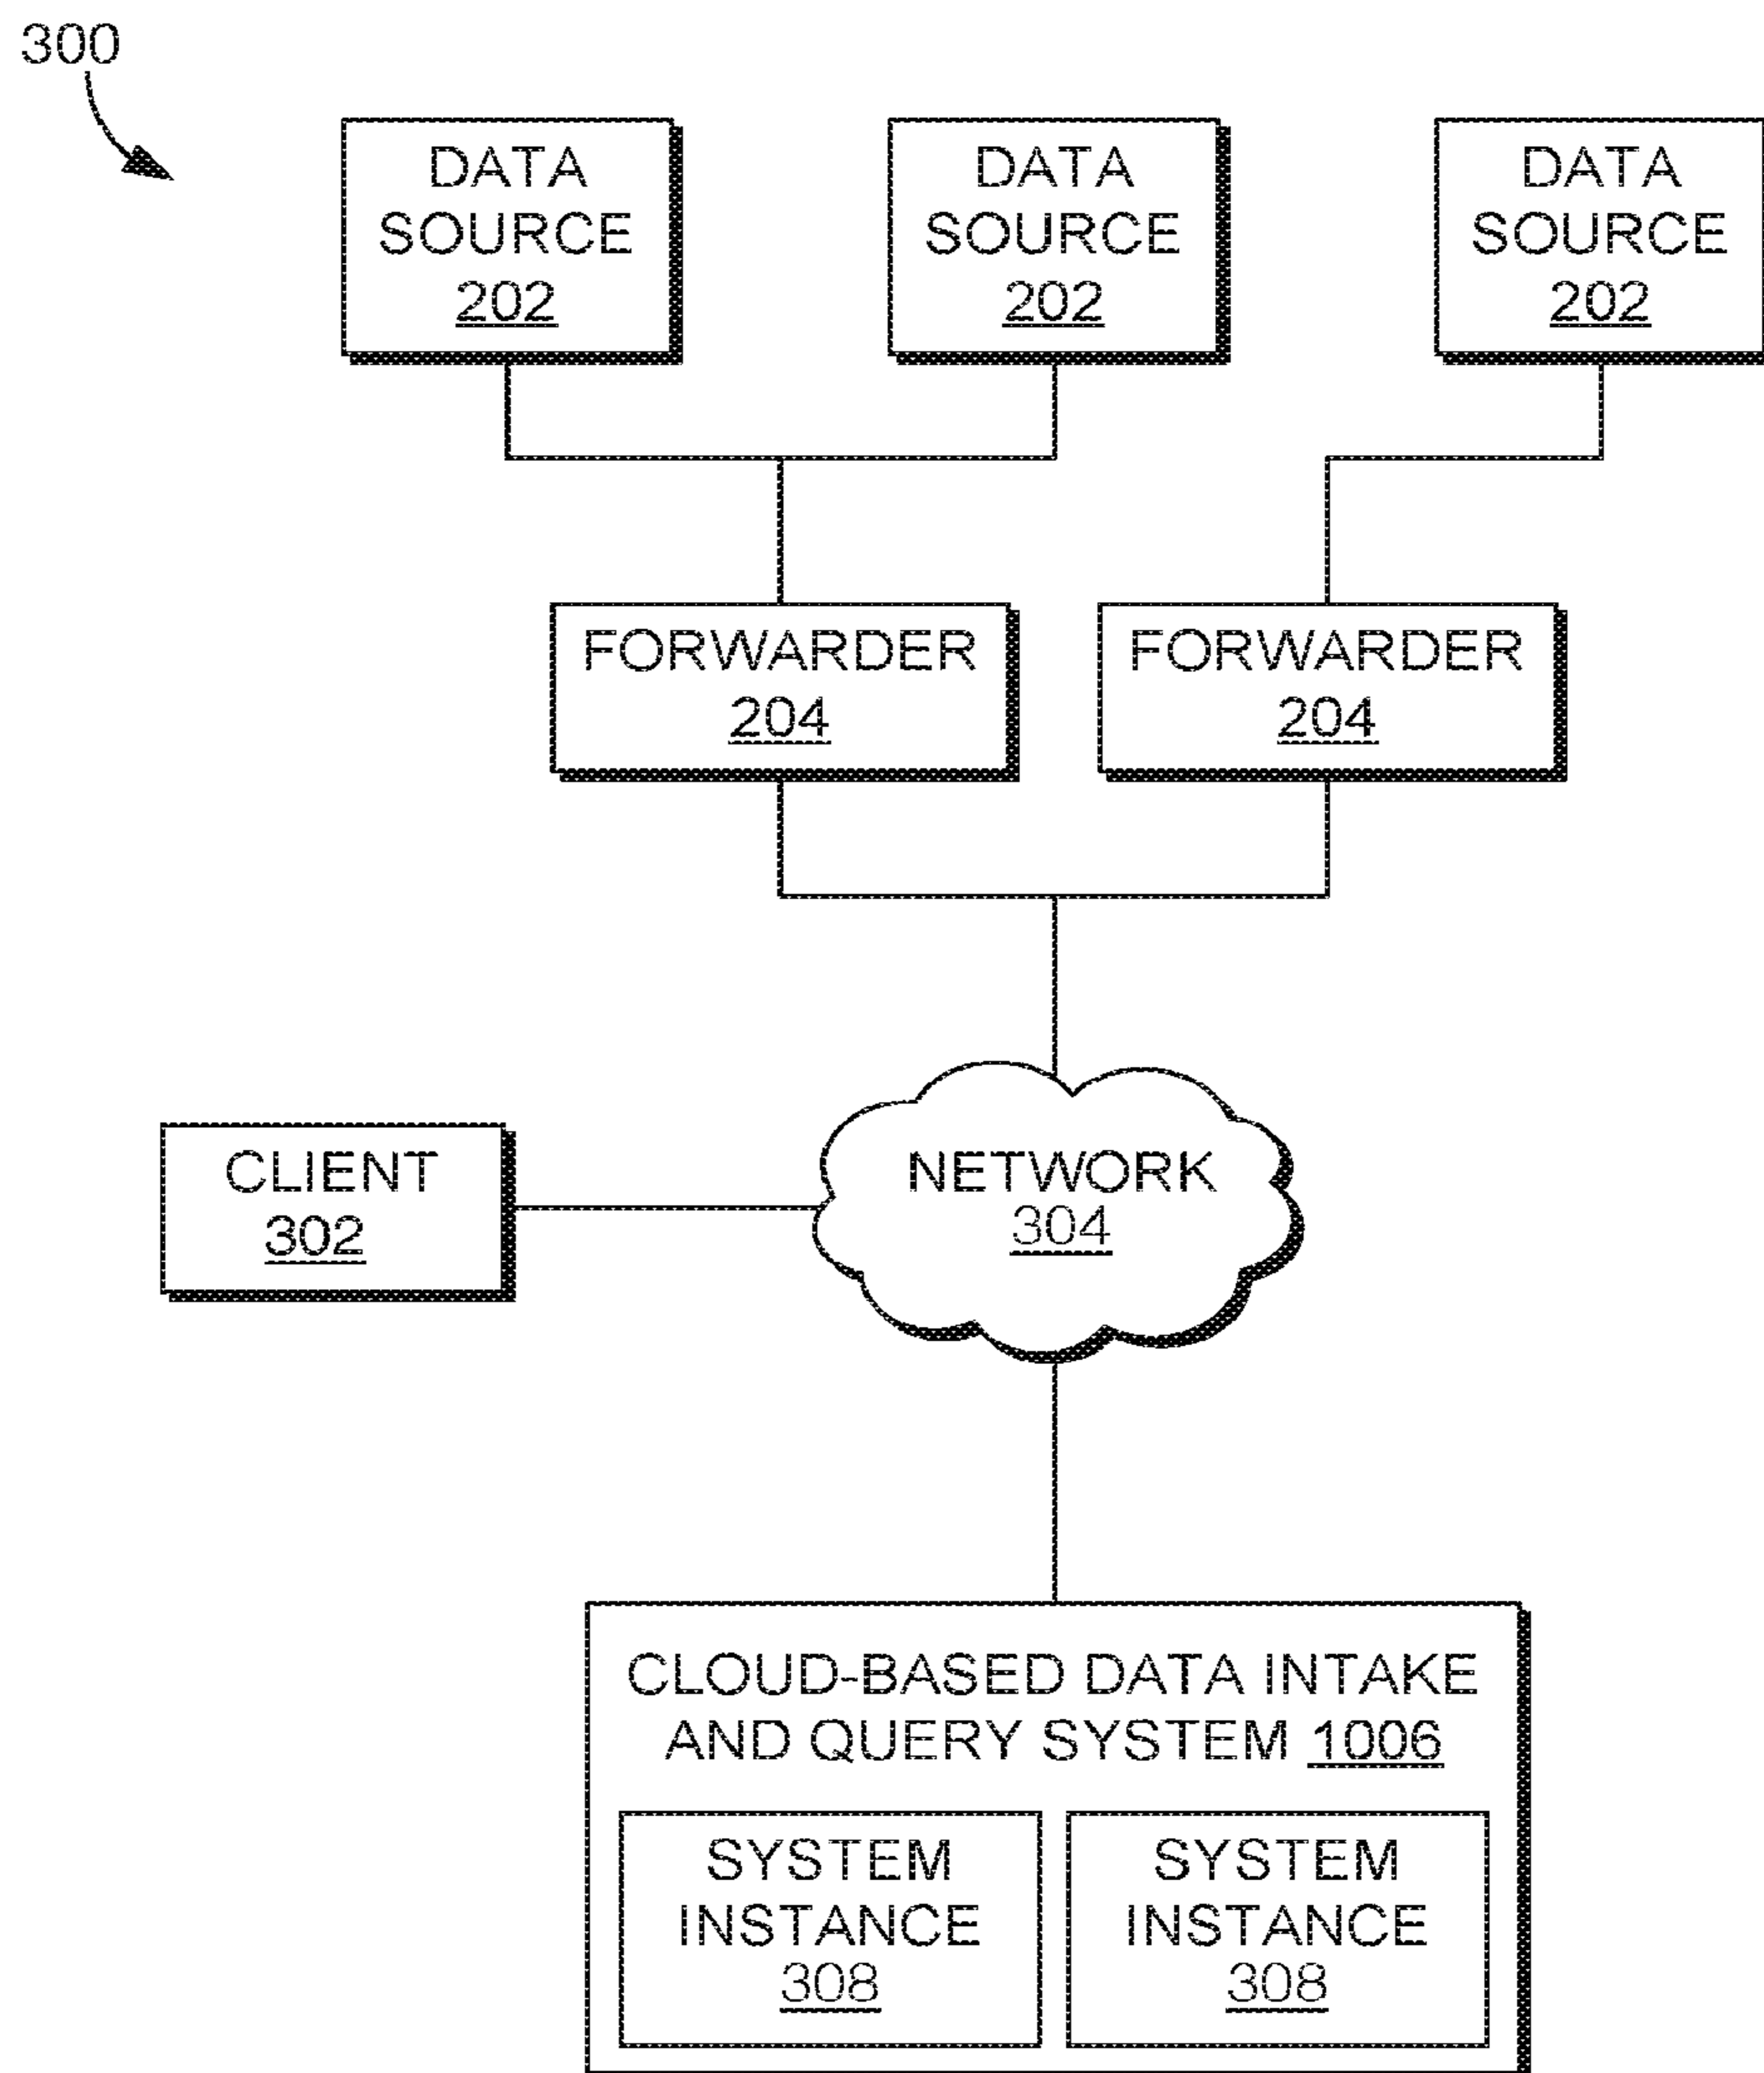 300
DATA
SOURCE
202
DATA
SOURCE
202
DATA
SOURCE
202
FORWARDER
204
FORWARDER
204
CLIENT
302
NETWORK
304
CLOUD-BASED DATA INTAKE
AND QUERY SYSTEM 1006
SYSTEM
INSTANCE
308
SYSTEM
INSTANCE
308